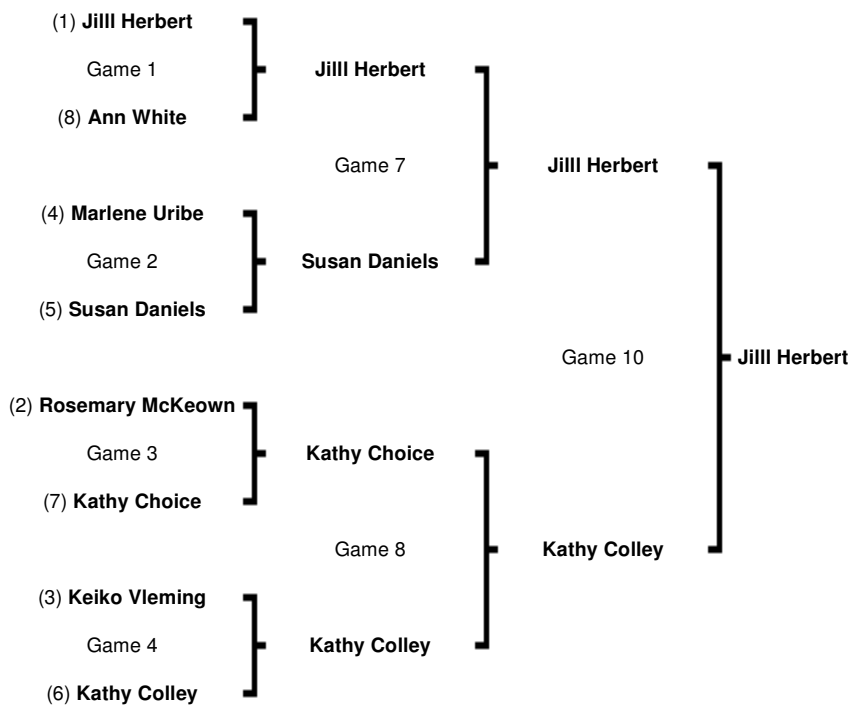 (1) Jilll Herbert
Game 1
Jilll Herbert
(8) Ann White
Game 7
Jilll Herbert
(4) Marlene Uribe
Game 2
Susan Daniels
(5) Susan Daniels
Game 10
Jilll Herbert
(2) Rosemary McKeown
Game 3
Kathy Choice
(7) Kathy Choice
Game 8
Kathy Colley
(3) Keiko Vleming
Game 4
Kathy Colley
(6) Kathy Colley